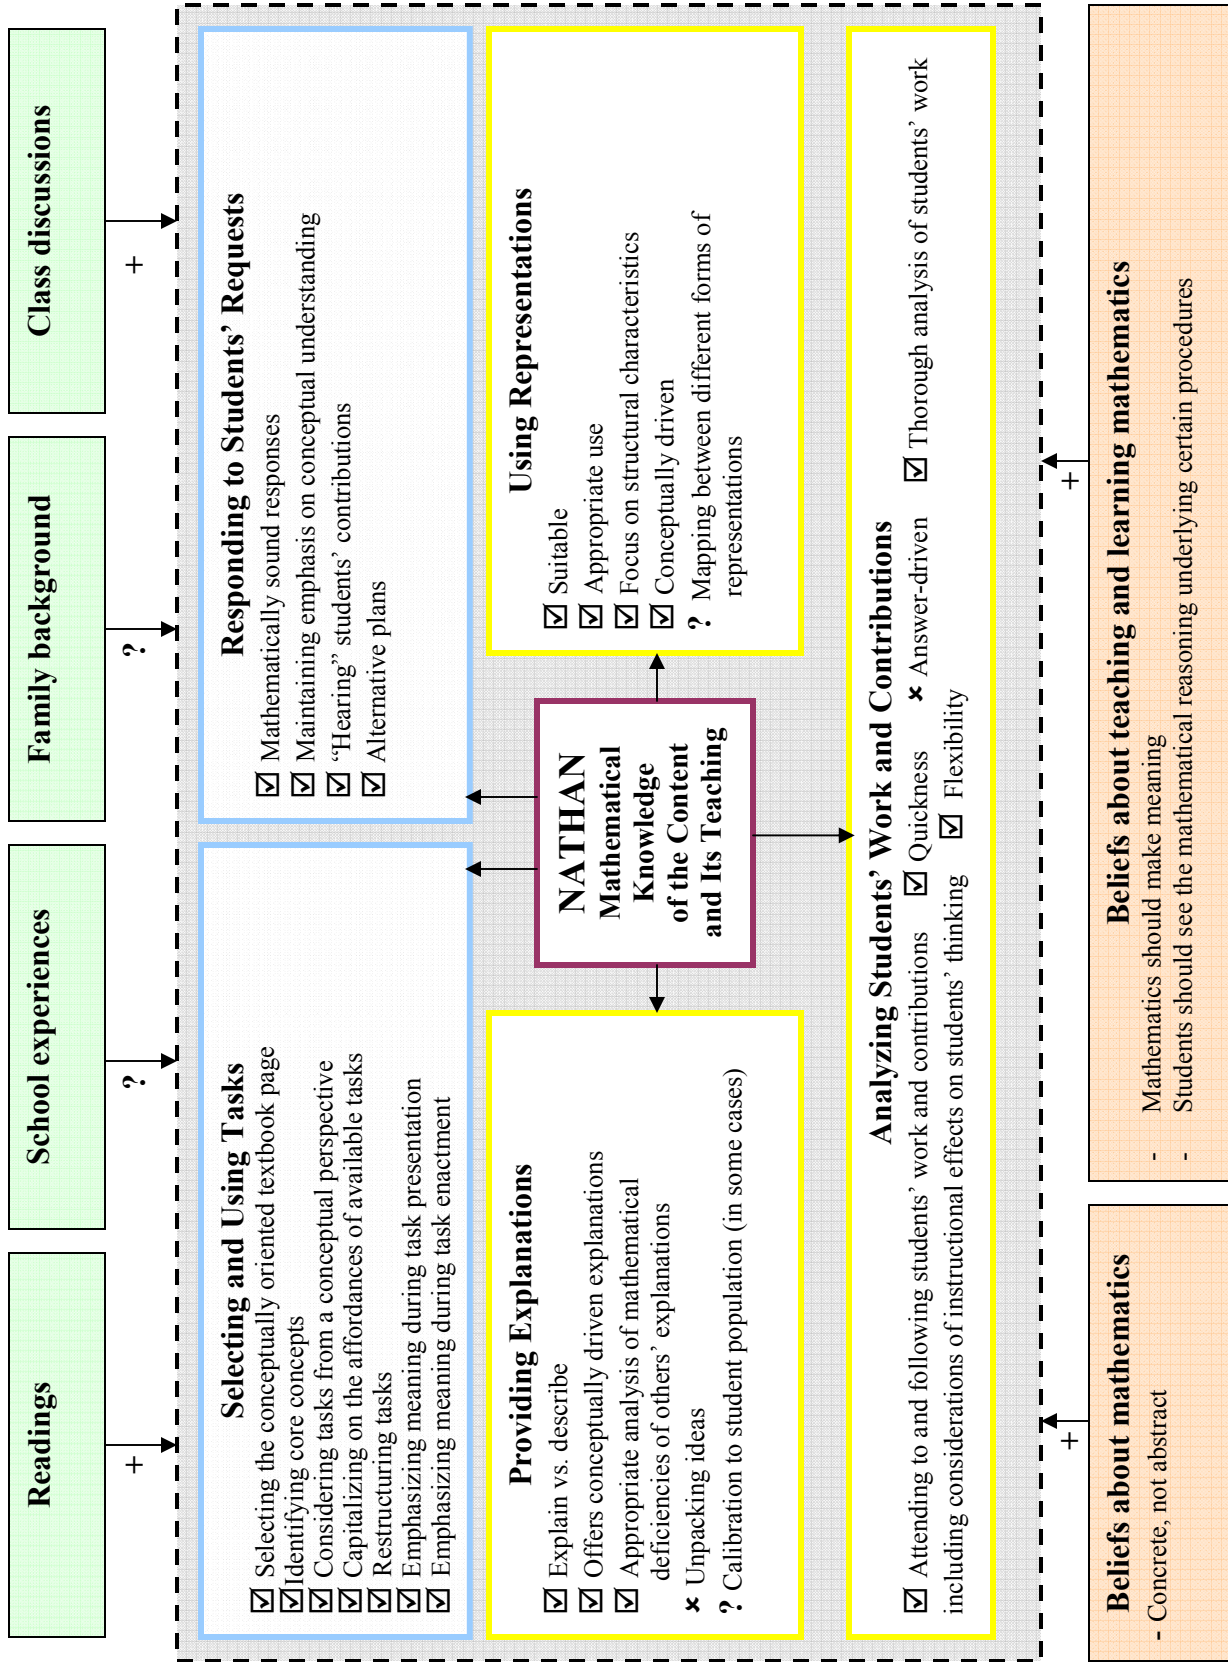 Readings
School experiences
Family background
Class discussions
+
?
?
+
Selecting and Using Tasks
☑ Selecting the conceptually oriented textbook page
☑Identifying core concepts
☑ Considering tasks from a conceptual perspective
☑ Capitalizing on the affordances of available tasks
☑ Restructuring tasks
☑ Emphasizing meaning during task presentation
☑ Emphasizing meaning during task enactment
Responding to Students’ Requests
☑ Mathematically sound responses
☑ Maintaining emphasis on conceptual understanding
☑ “Hearing” students’ contributions
☑ Alternative plans
Providing Explanations
☑ Explain vs. describe
☑ Offers conceptually driven explanations
☑ Appropriate analysis of mathematical
deficiencies of others’ explanations
✖ Unpacking ideas
? Calibration to student population (in some cases)
NATHAN
Mathematical
Knowledge
of the Content
and Its Teaching
Using Representations
☑ Suitable
☑ Appropriate use
☑ Focus on structural characteristics
☑ Conceptually driven
? Mapping between different forms of
representations
Analyzing Students’ Work and Contributions
☑ Attending to and following students’ work and contributions ☑ Quickness ✖ Answer-driven ☑ Thorough analysis of students’ work
including considerations of instructional effects on students’ thinking ☑ Flexibility
+
+
Beliefs about mathematics
- Concrete, not abstract
Beliefs about teaching and learning mathematics
- Mathematics should make meaning
- Students should see the mathematical reasoning underlying certain procedures